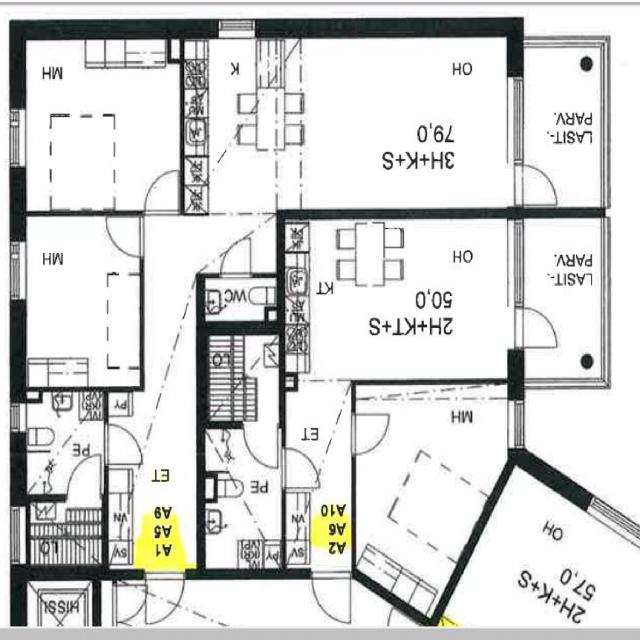 MH
K
OH
3H+K+S
79,0
LASIT.
PARV.
MH
WC
KT
OH
2H+KT+S
50,0
LASIT.
PARV.
LO
PY
PE
ET
A1
A5
A9
VN
SV
LO
HISSI
PE
ET
A2
A6
A10
VN
SV
PY
MH
OH
2H+K+S
57,0